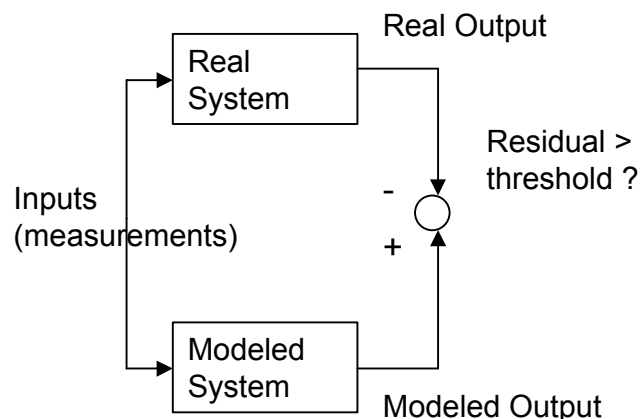 Real Output
Real
System
Residual >
threshold ?
Inputs
(measurements)
-
+
Modeled
System
Modeled Output